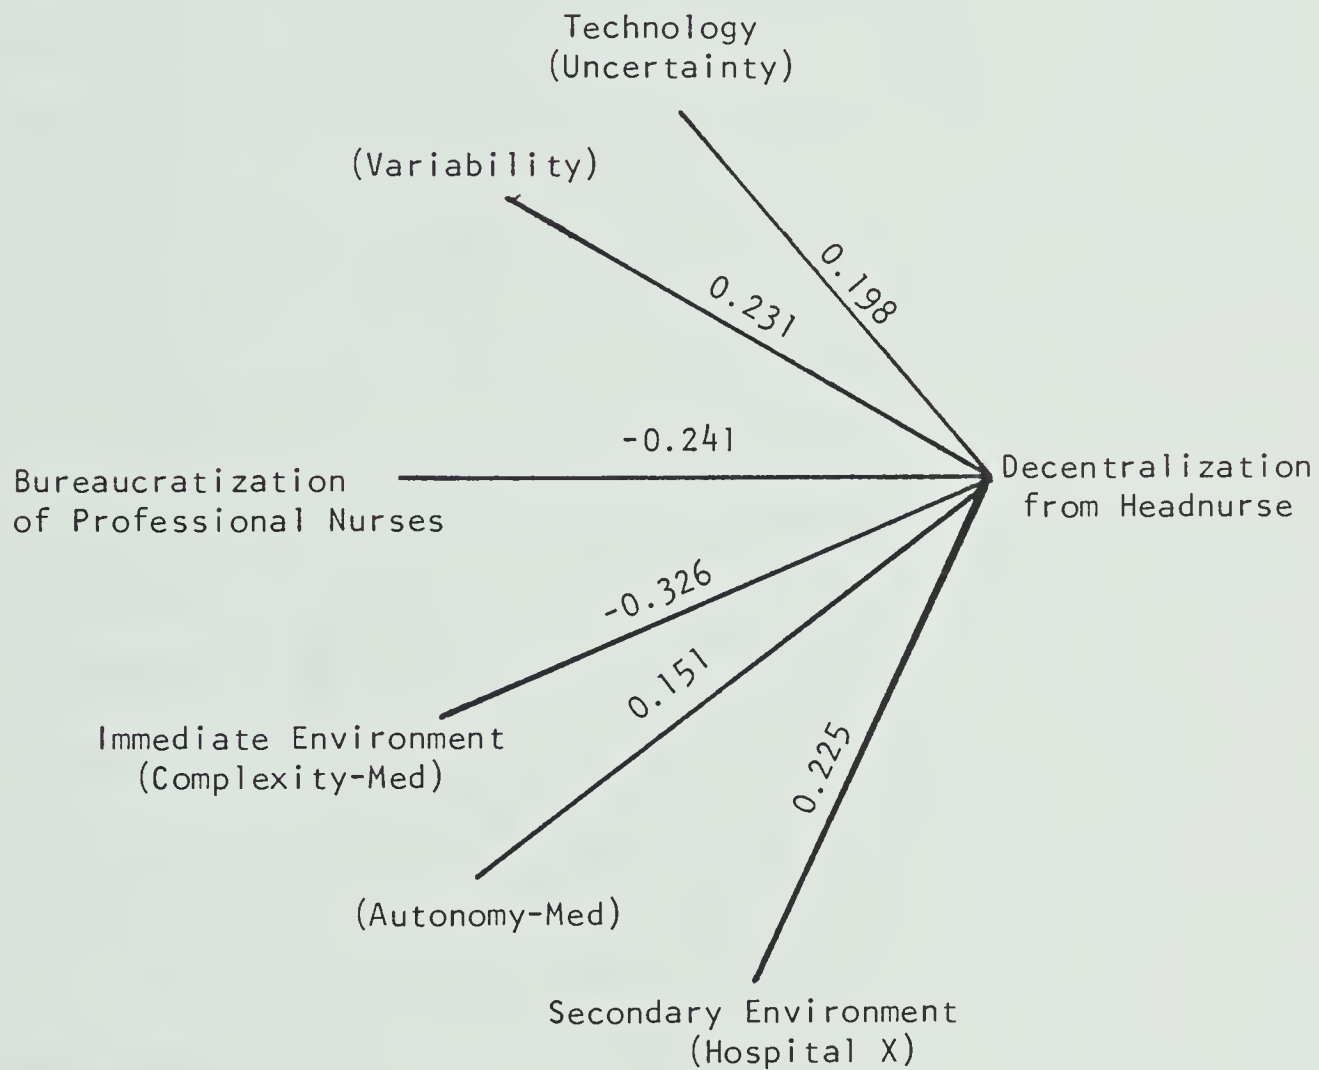 Technology
(Uncertainty)
(Variability)
0.198
0.231
-0.241
Bureaucratization
of Professional Nurses
Decentralization
from Headnurse
-0.326
0.151
Immediate Environment
(Complexity-Med)
0.225
(Autonomy-Med)
Secondary Environment
(Hospital X)